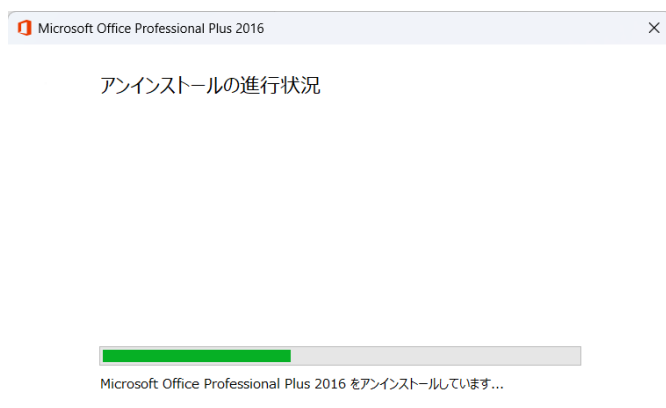 Microsoft Office Professional Plus 2016
アンインストールの進行状況
Microsoft Office Professional Plus 2016 をアンインストールしています...